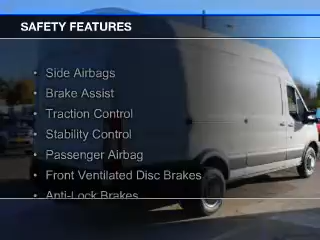 SAFETY FEATURES
• Side Airbags
• Brake Assist
• Traction Control
• Stability Control
• Passenger Airbag
• Front Ventilated Disc Brakes
• Anti-Lock Brakes